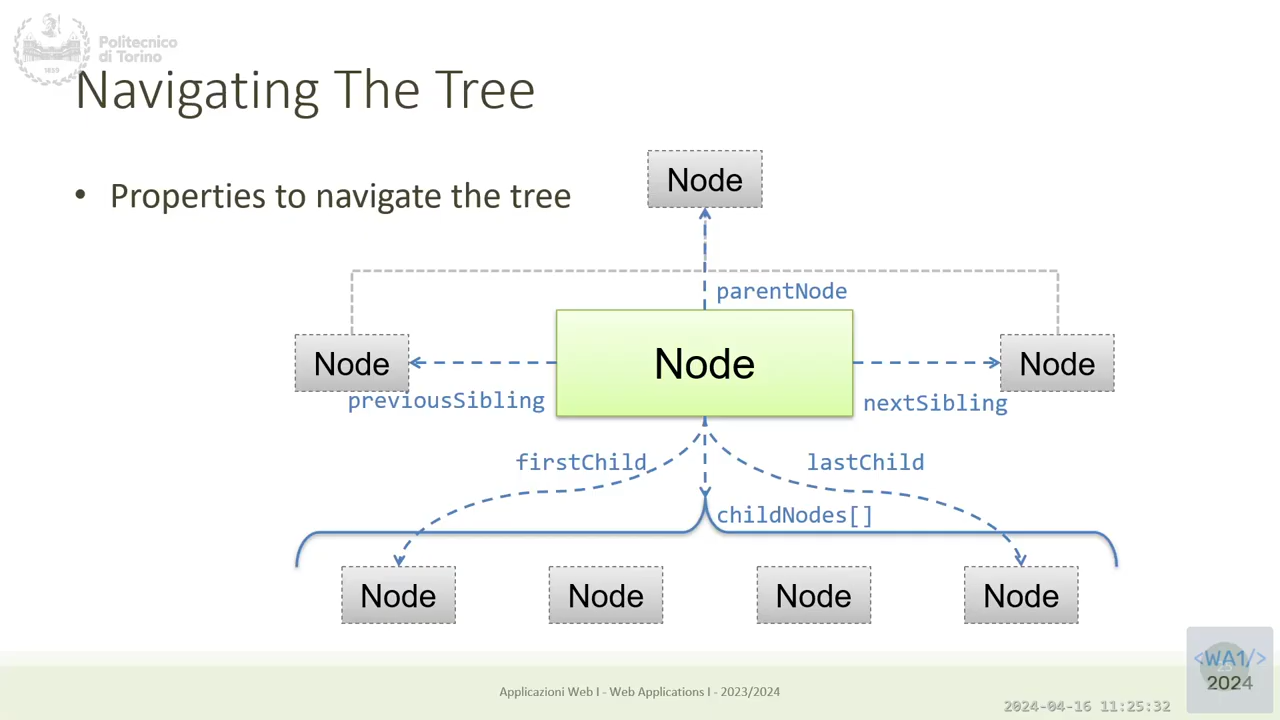 Politecnico
di Torino
1859
Navigating The Tree
• Properties to navigate the tree
Node
parentNode
Node
Node
Node
previousSibling
nextSibling
firstChild
lastChild
childNodes[]
Node
Node
Node
Node
Applicazioni Web I - Web Applications I - 2023/2024
<WA1/>
2024
2024-04-16 11:25:32